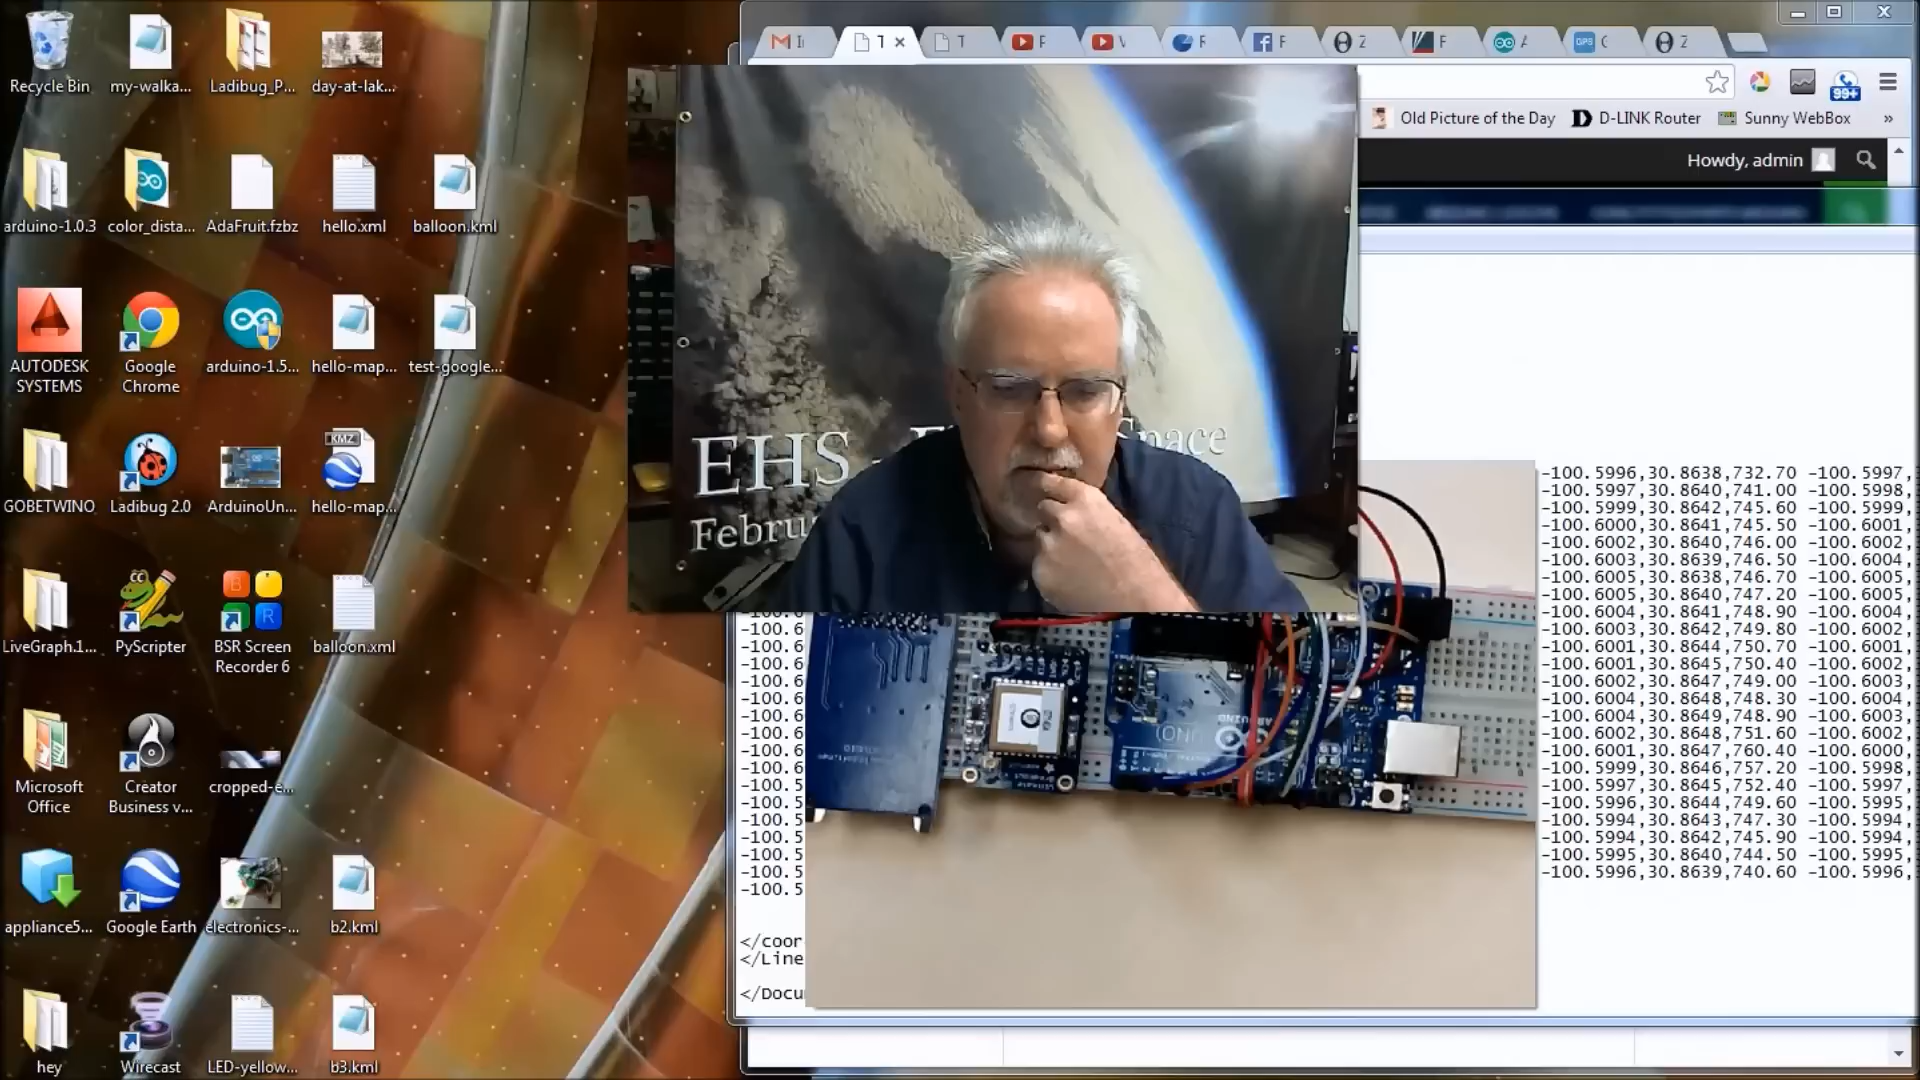 Recycle Bin
my-walka...
Ladibug_P...
day-at-lak...
arduino-1.0.3
color_dista...
AdaFruit.fzbz
hello.xml
balloon.kml
AUTODESK
SYSTEMS
Google
Chrome
arduino-1.5...
hello-map...
test-google...
GOBETWINO
Ladibug 2.0
ArduinoUn...
KMZ
hello-map...
LiveGraph.1...
PyScripter
B
R
BSR Screen
Recorder 6
balloon.xml
Microsoft
Office
Creator
Business v...
cropped-e...
appliance5...
Google Earth
electronics-...
b2.kml
hey
Wirecast
LED-yellow...
b3.kml
T
T
F
V
F
F
Z
F
A
GPS
Z
99+
Old Picture of the Day
D-LINK Router
Sunny WebBox
»
Howdy, admin
EHS
Space
Febru
-100.5996,30.8638,732.70 -100.5997,
-100.5997,30.8640,741.00 -100.5998,
-100.5999,30.8642,745.60 -100.5999,
-100.6000,30.8641,745.50 -100.6001,
-100.6002,30.8640,746.00 -100.6002,
-100.6003,30.8639,746.50 -100.6004,
-100.6005,30.8638,746.70 -100.6005,
-100.6005,30.8640,747.20 -100.6005,
-100.6004,30.8641,748.90 -100.6004,
-100.6 -100.6003,30.8642,749.80 -100.6002,
-100.6 -100.6001,30.8644,750.70 -100.6001,
-100.6 -100.6001,30.8645,750.40 -100.6002,
-100.6 -100.6002,30.8647,749.00 -100.6003,
-100.6 -100.6004,30.8648,748.30 -100.6004,
-100.6 -100.6004,30.8649,748.90 -100.6003,
-100.6 -100.6002,30.8648,751.60 -100.6002,
-100.6 -100.6001,30.8647,760.40 -100.6000,
-100.6 -100.5999,30.8646,757.20 -100.5998,
-100.5 -100.5997,30.8645,752.40 -100.5997,
-100.5 -100.5996,30.8644,749.60 -100.5995,
-100.5 -100.5994,30.8643,747.30 -100.5994,
-100.5 -100.5994,30.8642,745.90 -100.5994,
-100.5 -100.5995,30.8640,744.50 -100.5995,
-100.5 -100.5996,30.8639,740.60 -100.5996,
-100.5
</coor
</Line
</Docu
ARDUINO
UNO